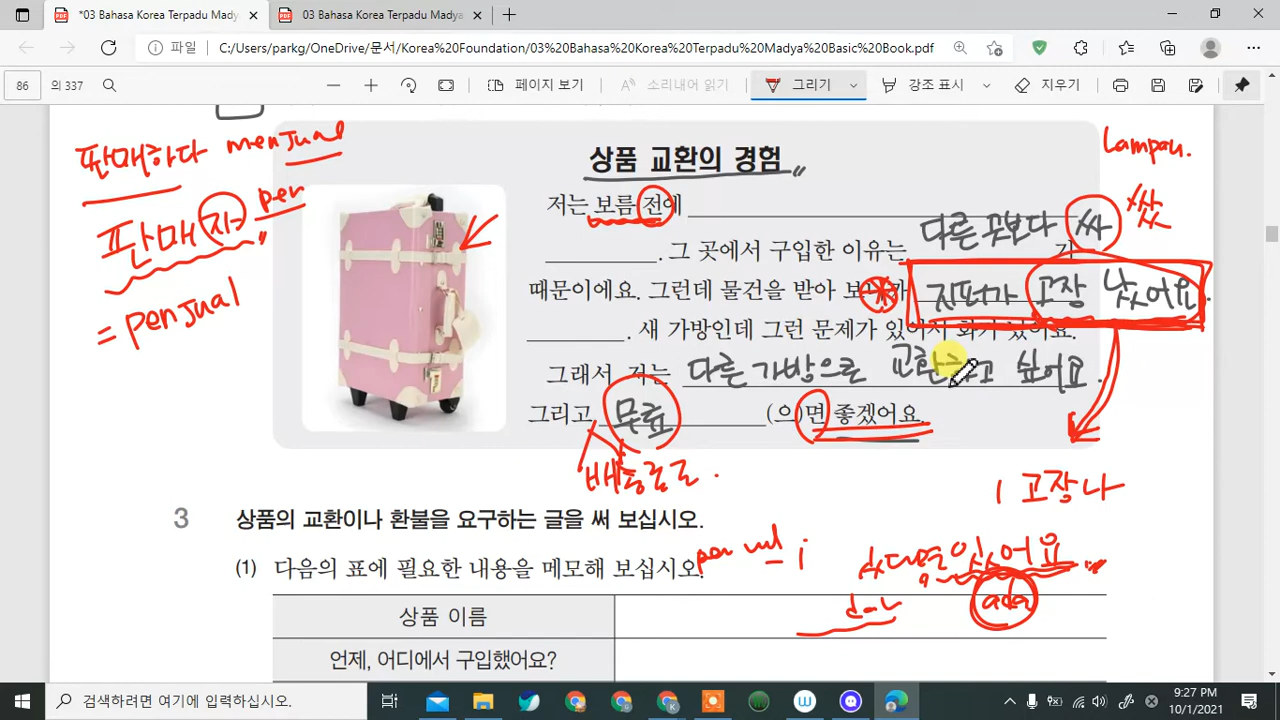 *03 Bahasa Korea Terpadu Madya
03 Bahasa Korea Terpadu Madya
파일 C:/Users/parkg/OneDrive/문서/Korea%20Foundation/03%20Bahasa%20Korea%20Terpadu%20Madya%20Basic%20Book.pdf
86 의 337 페이지 보기 소리내어 읽기 그리기 강조 표시 지우기
판매하다 menjual
판매자 per
= penjual
상품 교환의 경험
lampau.
저는 보름 전에
다른 곳보다 싸 쌌
. 그 곳에서 구입한 이유는 기
때문이에요. 그런데 물건을 받아 지퍼가 고장 났어요.
. 새 가방인데 그런 문제가 있어서 화가 났어요.
그래서 저는 다른 가방으로 교환하고 싶어요.
그리고 무료 (으)면 좋겠어요.
배송료도.
고장나
3 상품의 교환이나 환불을 요구하는 글을 써 보십시오.
(1) 다음의 표에 필요한 내용을 메모해 보십시오.
있어요
dar ada
상품 이름
언제, 어디에서 구입했어요?
검색하려면 여기에 입력하십시오.
9:27 PM
10/1/2021